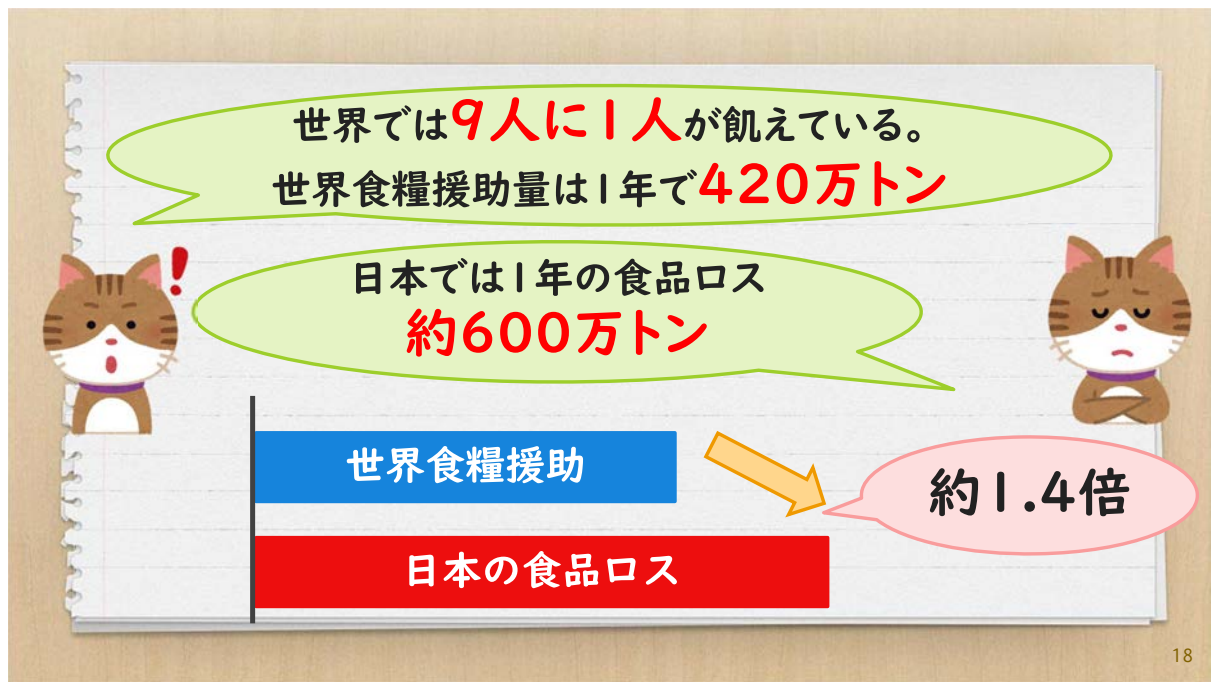 世界では9人に1人が飢えている。
世界食糧援助量は1年で420万トン
!
日本では1年の食品ロス
約600万トン
世界食糧援助
約1.4倍
日本の食品ロス
18